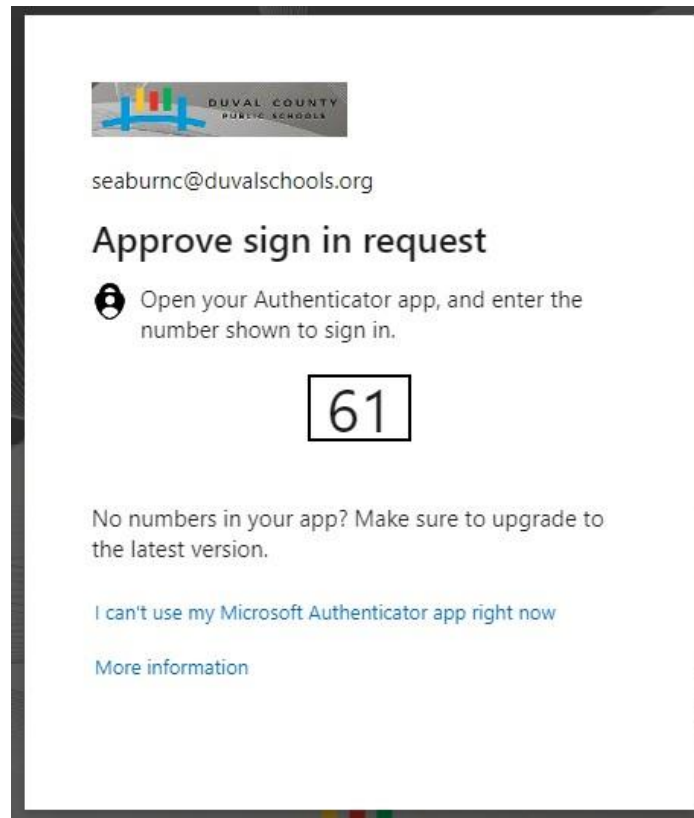 DUVAL COUNTY
PUBLIC SCHOOLS
seaburnc@duvalschools.org
Approve sign in request
Open your Authenticator app, and enter the
number shown to sign in.
61
No numbers in your app? Make sure to upgrade to
the latest version.
I can't use my Microsoft Authenticator app right now
More information